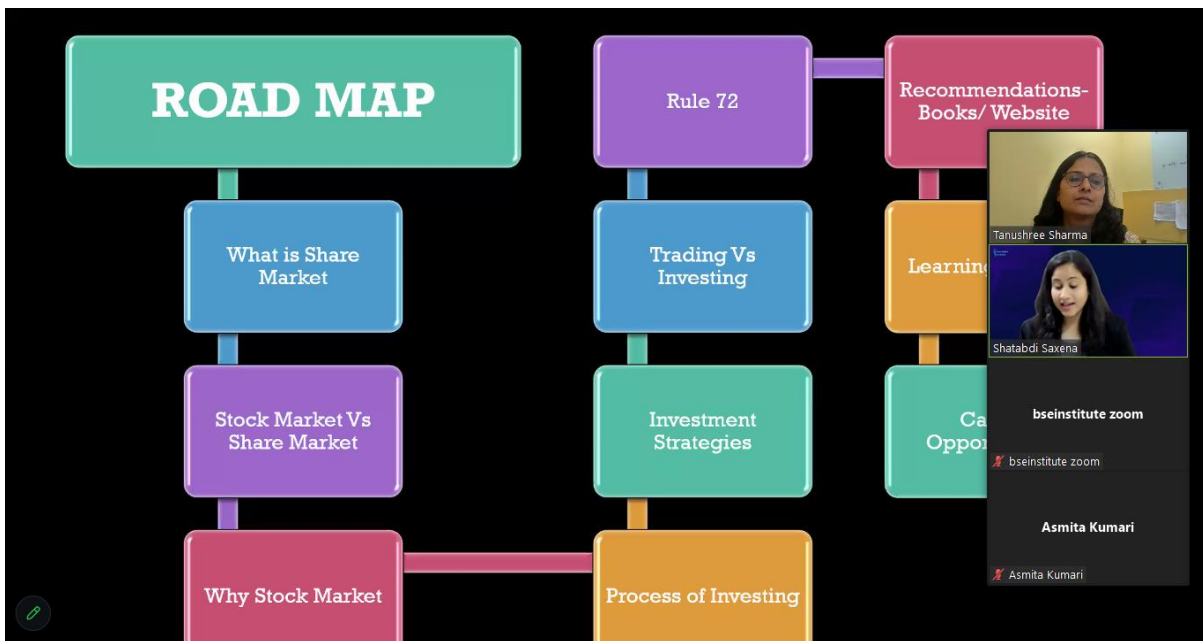 ROAD MAP
What is Share
Market
Stock Market Vs
Share Market
Why Stock Market
Process of Investing
Investment
Strategies
Trading Vs
Investing
Rule 72
Recommendations-
Books/ Website
Learning
Ca
Oppor
Tanushree Sharma
Shatabdi Saxena
bseinstitute zoom
bseinstitute zoom
Asmita Kumari
Asmita Kumari